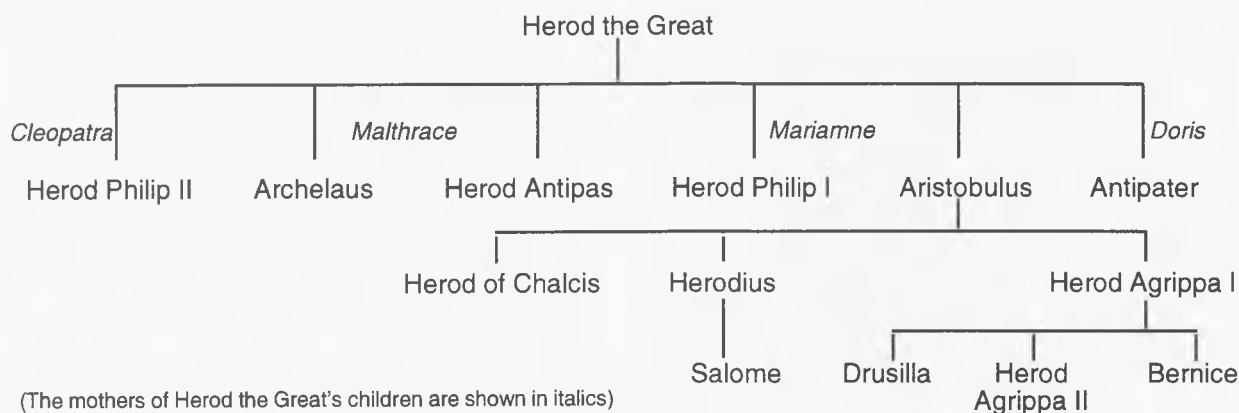 Herod the Great
Cleopatra
Malthrace
Mariamne
Doris
Herod Philip II
Archelaus
Herod Antipas
Herod Philip I
Aristobulus
Antipater
Herod of Chalcis
Herodius
Herod Agrippa I
Salome
Drusilla
Herod
Agrippa II
Bernice
(The mothers of Herod the Great's children are shown in italics)